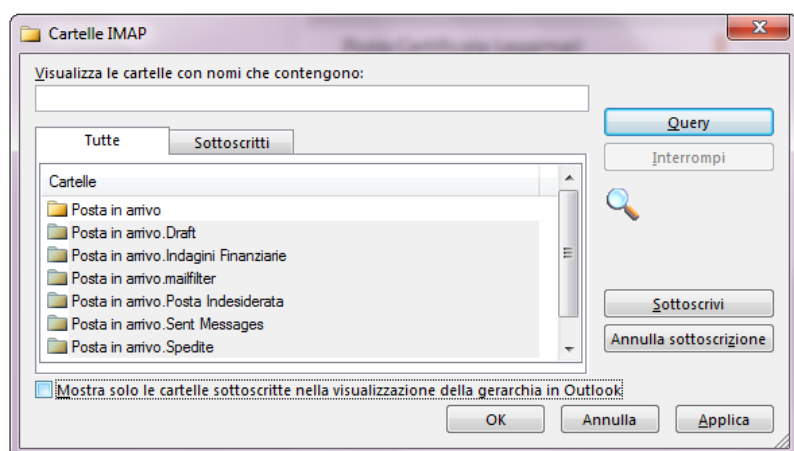 Cartelle IMAP
Visualizza le cartelle con nomi che contengono:
Query
Tutte
Sottoscritti
Interrompi
Cartelle
Posta in arrivo
Posta in arrivo.Draft
Posta in arrivo.Indagini Finanziarie
Posta in arrivo.mailfilter
Posta in arrivo.Posta Indesiderata
Posta in arrivo.Sent Messages
Posta in arrivo.Spedite
Sottoscrivi
Annulla sottoscrizione
Mostra solo le cartelle sottoscritte nella visualizzazione della gerarchia in Outlook
OK
Annulla
Applica